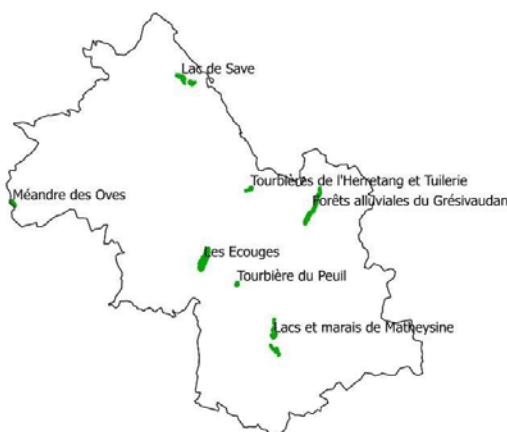 Lac de Save
Tourbières de l'Herretang et Tuilerie
Méandre des Oves
Forêts alluviales du Grésivaudan
Les Ecouges
Tourbière du Peuil
Lacs et marais de Matheysine